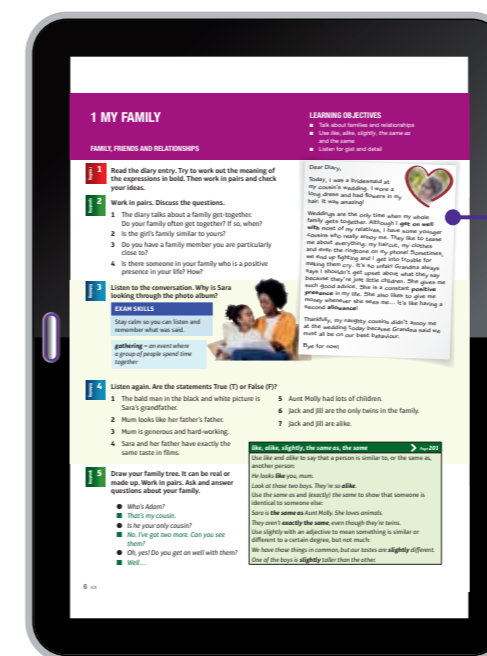 1 MY FAMILY
FAMILY, FRIENDS AND RELATIONSHIPS
LEARNING OBJECTIVES
Talk about families and relationships
Use like, alike, slightly, the same as
and the same
Listen for gist and detail
1 Read the diary entry. Try to work out the meaning of
the expressions in bold. Then work in pairs and check
your ideas.
2 Work in pairs. Discuss the questions.
1 The diary talks about a family get-together.
Do your family often get together? If so, when?
2 Is the girl's family similar to yours?
3 Do you have a family member you are particularly
close to?
4 Is there someone in your family who is a positive
presence in your life? How?
3 Listen to the conversation. Why is Sara
looking through the photo album?
EXAM SKILLS
Stay calm so you can listen and
remember what was said.
gathering – an event where
a group of people spend time
together
Dear Diary,
Today, I was a bridesmaid at
my cousin's wedding. I wore a
long dress and had flowers in my
hair. It was amazing!
Weddings are the only time when my whole
family gets together. Although I get on well
with most of my relatives, I have some younger
cousins who really annoy me. They like to tease
me about everything: my haircut, my clothes
and even the ringtone on my phone! Sometimes,
we end up fighting and I get into trouble for
making them cry. It's so unfair! Grandma always
says I shouldn't get upset about what they say
because they're just little children. She gives me
such good advice. She is a constant positive
presence in my life. She also likes to give me
money whenever she sees me... It's like having a
second allowance!
Thankfully, my naughty cousins didn't annoy me
at the wedding today because Grandma said we
must all be on our best behaviour.
Bye for now!
4 Listen again. Are the statements True (T) or False (F)?
1 The bald man in the black and white picture is
Sara's grandfather.
2 Mum looks like her father's father.
3 Mum is generous and hard-working.
4 Sara and her father have exactly the
same taste in films.
5 Aunt Molly had lots of children.
6 Jack and Jill are the only twins in the family.
7 Jack and Jill are alike.
5 Draw your family tree. It can be real or
made up. Work in pairs. Ask and answer
questions about your family.
Who's Adam?
That's my cousin.
Is he your only cousin?
No. I've got two more. Can you see
them?
Oh, yes! Do you get on well with them?
Well....
like, alike, slightly, the same as, the same
Page 201
Use like and alike to say that a person is similar to, or the same as,
another person:
He looks like you, mum.
Look at those two boys. They're so alike.
Use the same as and (exactly) the same to show that someone is
identical to someone else:
Sara is the same as Aunt Molly. She loves animals.
They aren't exactly the same, even though they're twins.
Use slightly with an adjective to mean something is similar or
different to a certain degree, but not much:
We have those things in common, but our tastes are slightly different.
One of the boys is slightly taller than the other.
6